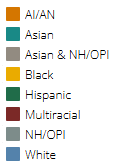 AI/AN
Asian
Asian & NH/OPI
Black
Hispanic
Multiracial
NH/OPI
White